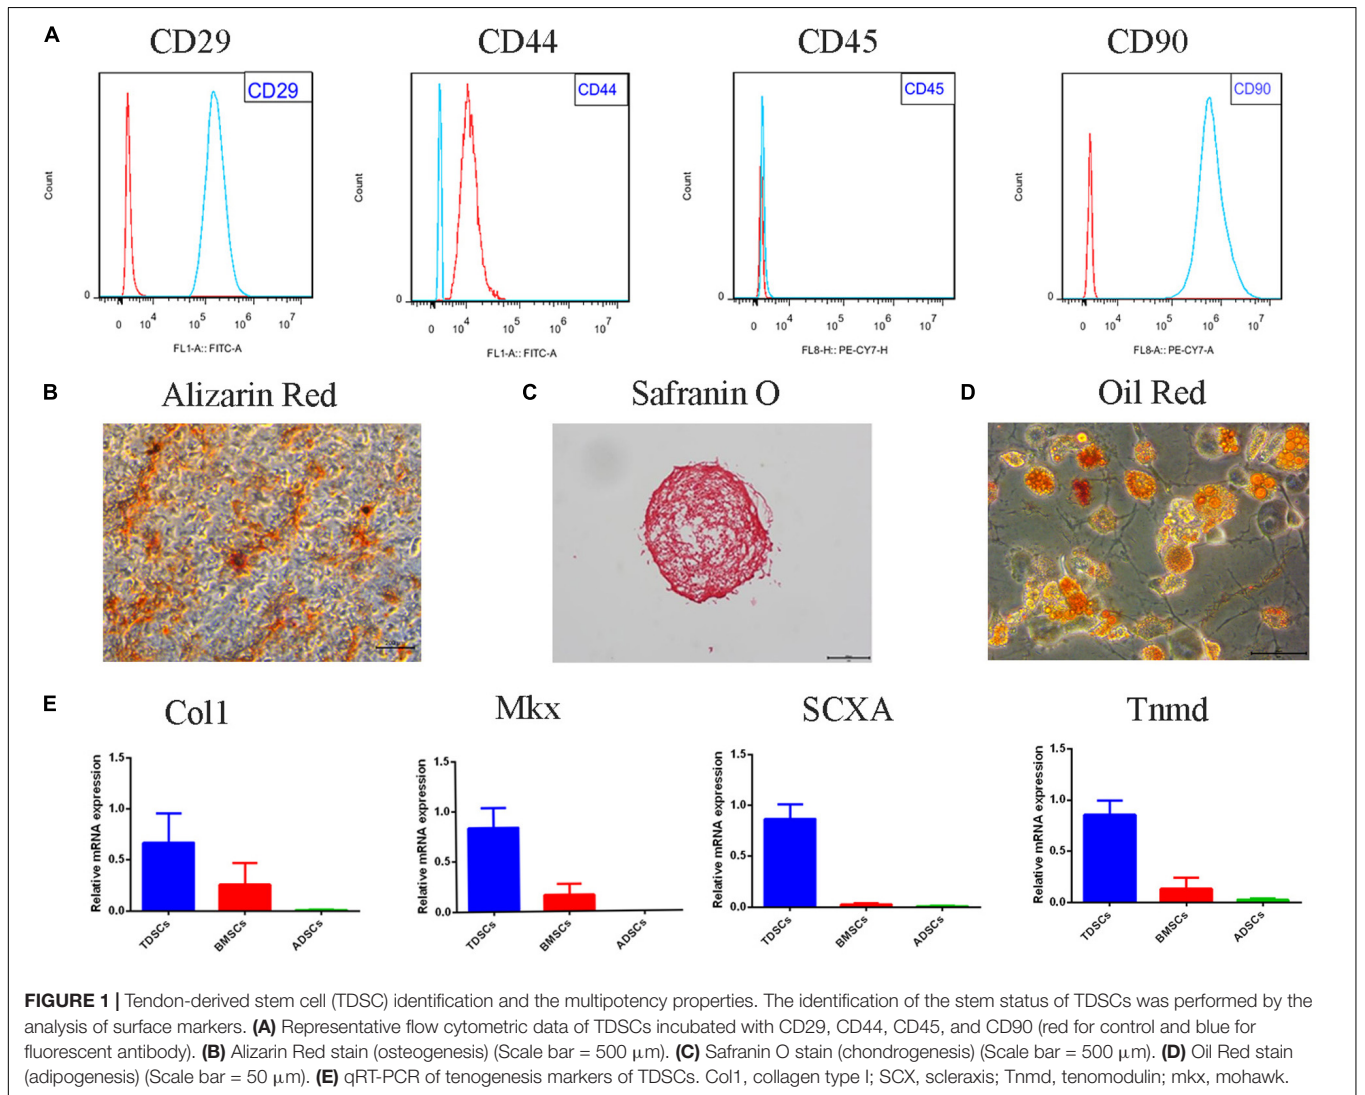 A
CD29
CD44
CD45
CD90
CD29
CD44
CD45
CD90
Count
Count
Count
Count
0
0
0
0
0 10^4 10^5 10^6 10^7
0 10^4 10^5 10^6 10^7
0 10^4 10^5 10^6 10^7
0 10^4 10^5 10^6 10^7
FL1-A:: FITC-A
FL1-A:: FITC-A
FL8-H:: PE-CY7-H
FL8-A:: PE-CY7-A
B
Alizarin Red
C
Safranin O
D
Oil Red
E
Col1
Mkx
SCXA
Tnmd
Relative mRNA expression
1.5
1.0
0.5
0.0
TDSCs
BMSCs
ADSCs
Relative mRNA expression
1.5
1.0
0.5
0.0
TDSCs
BMSCs
ADSCs
Relative mRNA expression
1.5
1.0
0.5
0.0
TDSCs
BMSCs
ADSCs
Relative mRNA expression
1.5
1.0
0.5
0.0
TDSCs
BMSCs
ADSCs
FIGURE 1 | Tendon-derived stem cell (TDSC) identification and the multipotency properties. The identification of the stem status of TDSCs was performed by the
analysis of surface markers. (A) Representative flow cytometric data of TDSCs incubated with CD29, CD44, CD45, and CD90 (red for control and blue for
fluorescent antibody). (B) Alizarin Red stain (osteogenesis) (Scale bar = 500 μm). (C) Safranin O stain (chondrogenesis) (Scale bar = 500 μm). (D) Oil Red stain
(adipogenesis) (Scale bar = 50 μm). (E) qRT-PCR of tenogenesis markers of TDSCs. Col1, collagen type I; SCX, scleraxis; Tnmd, tenomodulin; mkx, mohawk.